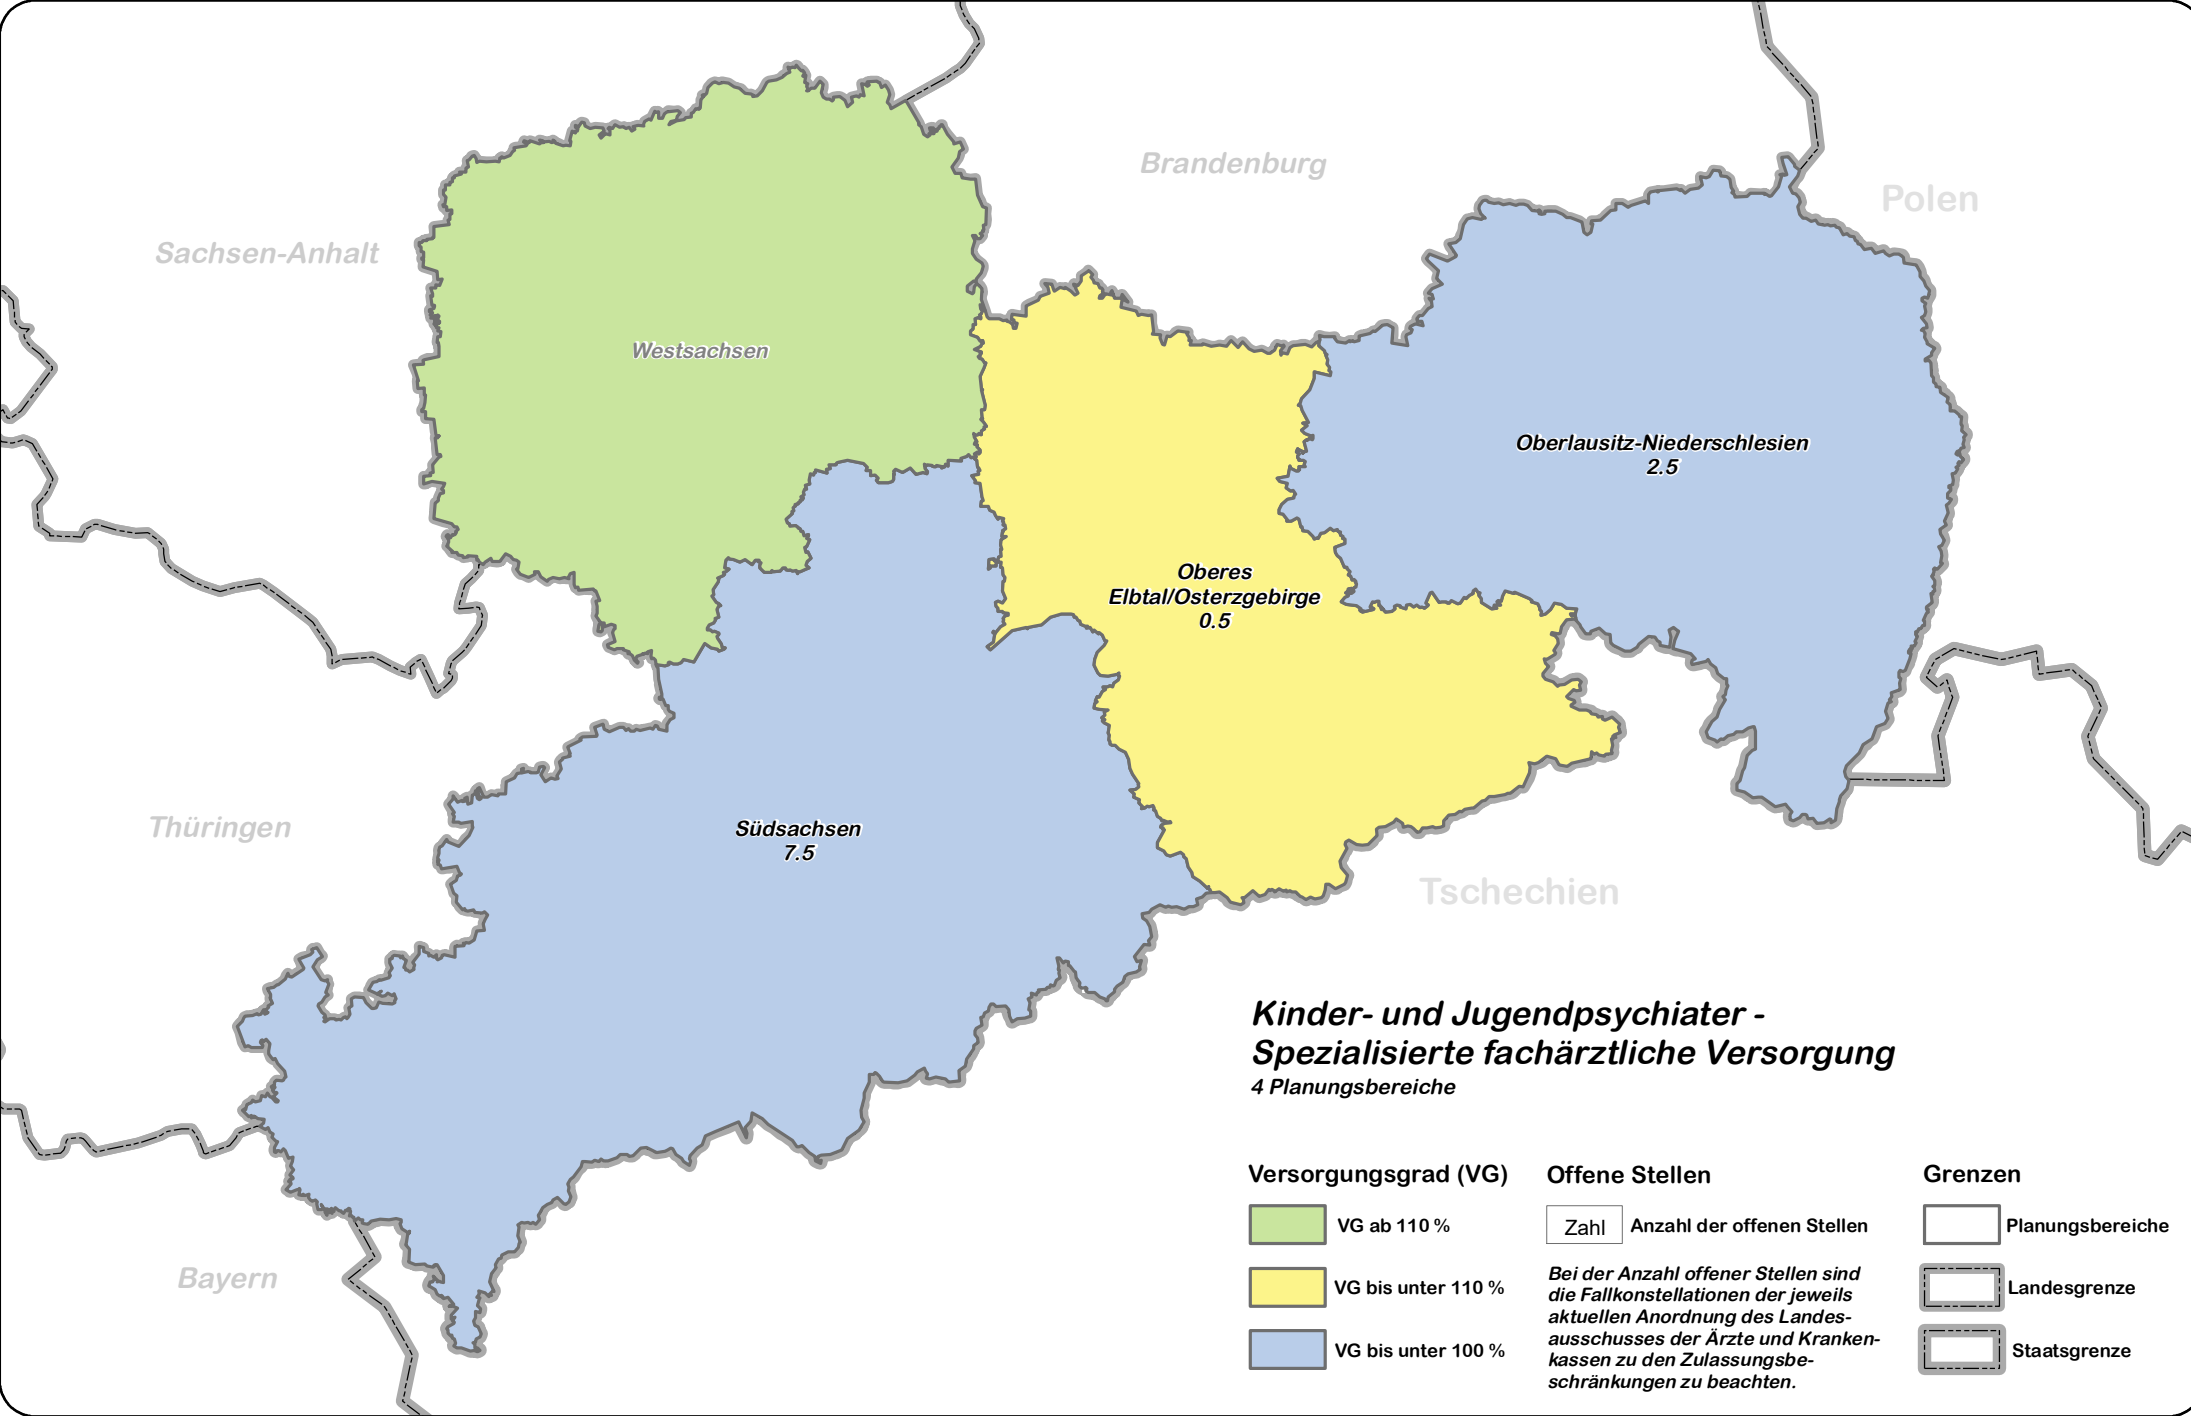 Brandenburg
Polen
Sachsen-Anhalt
Westsachsen
Oberlausitz-Niederschlesien
2.5
Oberes
Elbtal/Osterzgebirge
0.5
Thüringen
Südsachsen
7.5
Tschechien
Bayern
Kinder- und Jugendpsychiater -
Spezialisierte fachärztliche Versorgung
4 Planungsbereiche
Versorgungsgrad (VG)
VG ab 110 %
VG bis unter 110 %
VG bis unter 100 %
Offene Stellen
Zahl
Anzahl der offenen Stellen
Bei der Anzahl offener Stellen sind
die Fallkonstellationen der jeweils
aktuellen Anordnung des Landes-
ausschusses der Ärzte und Kranken-
kassen zu den Zulassungsbe-
schränkungen zu beachten.
Grenzen
Planungsbereiche
Landesgrenze
Staatsgrenze